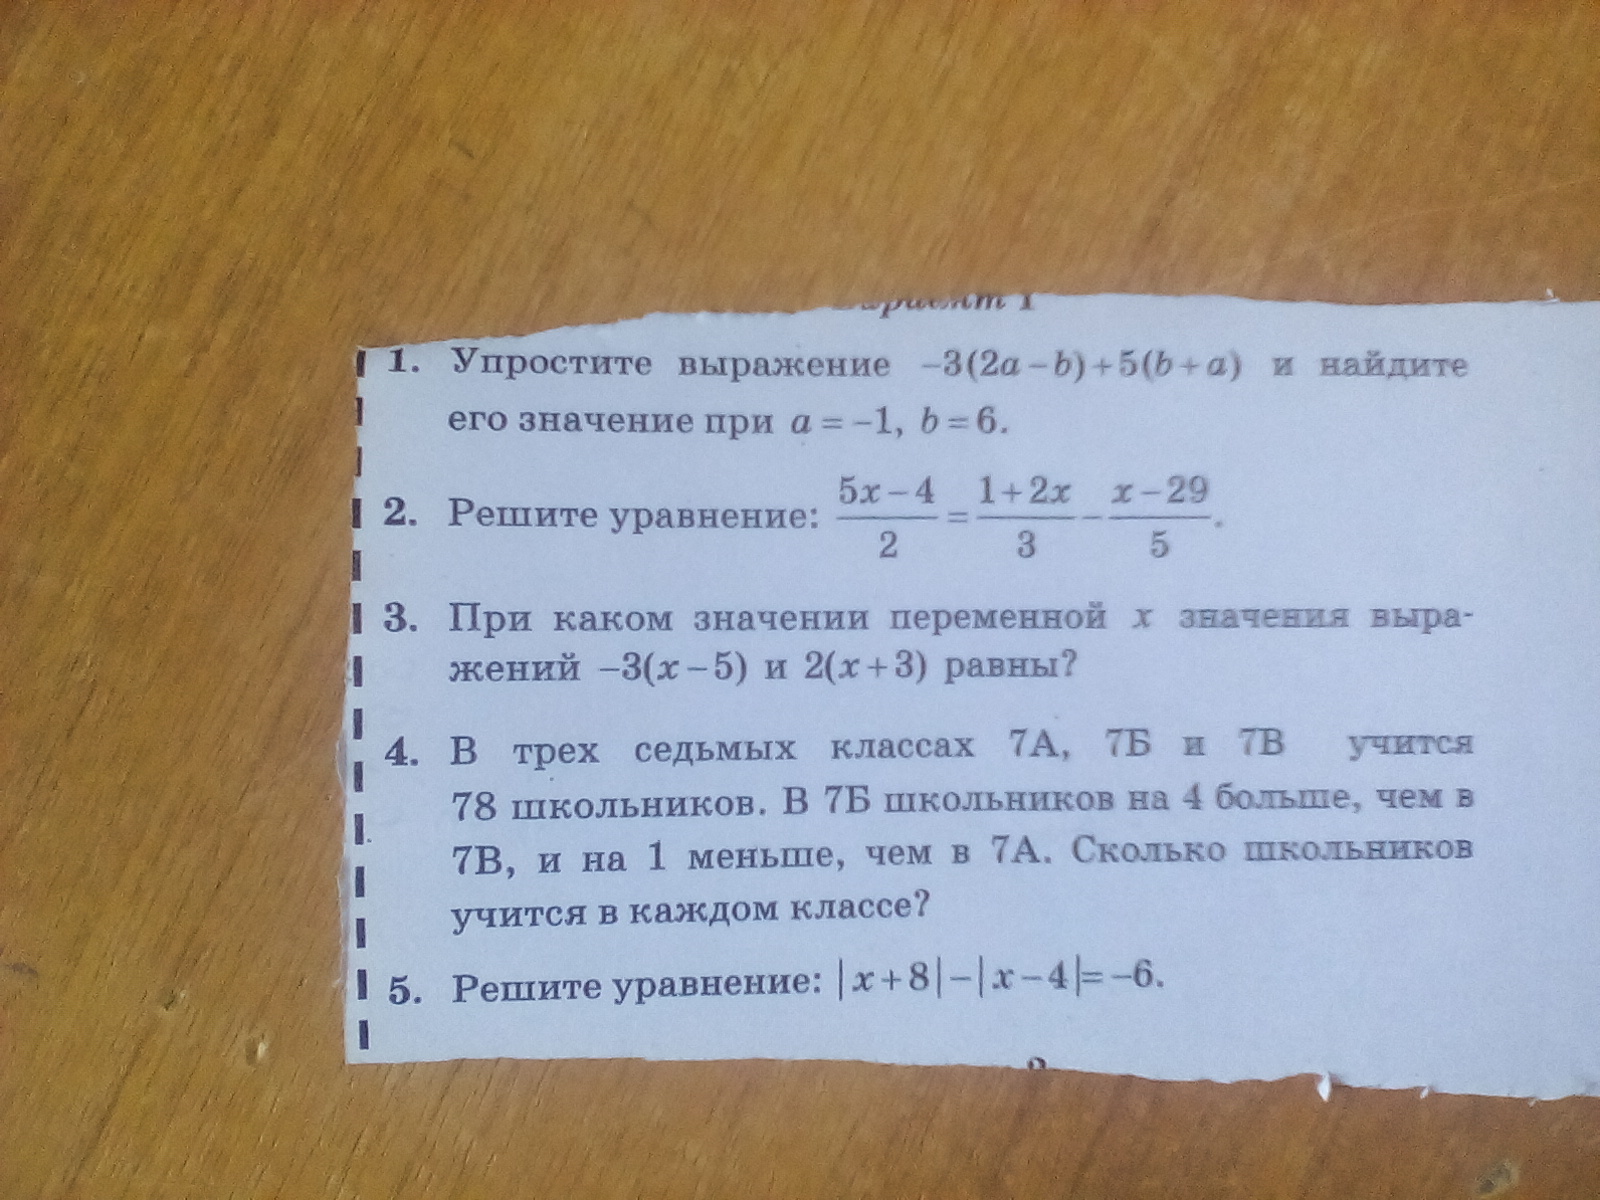 Вариант 1
1. Упростите выражение −3(2a − b) + 5(b + a) и найдите
его значение при a = −1, b = 6.
2. Решите уравнение: (5x − 4)/2 = (1 + 2x)/3 − (x − 29)/5.
3. При каком значении переменной x значения выра-
жений −3(x − 5) и 2(x + 3) равны?
4. В трех седьмых классах 7А, 7Б и 7В учится
78 школьников. В 7Б школьников на 4 больше, чем в
7В, и на 1 меньше, чем в 7А. Сколько школьников
учится в каждом классе?
5. Решите уравнение: |x + 8| − |x − 4| = −6.